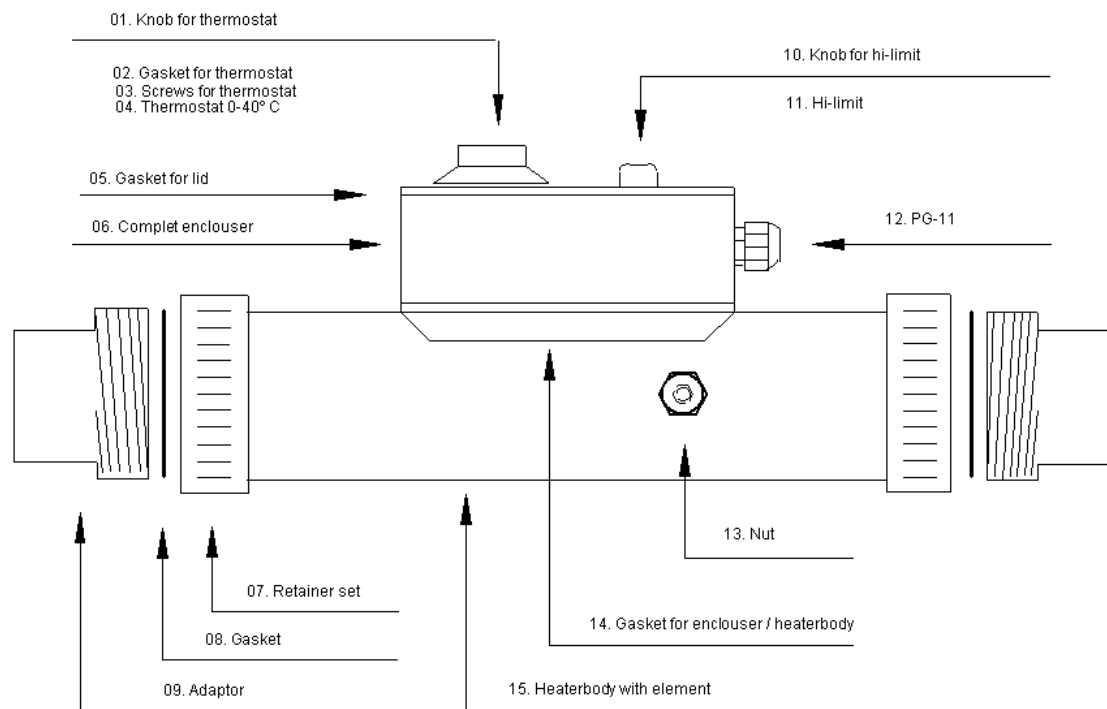 01. Knob for thermostat
02. Gasket for thermostat
03. Screws for thermostat
04. Thermostat 0-40º C
05. Gasket for lid
06. Complet enclouser
10. Knob for hi-limit
11. Hi-limit
12. PG-11
13. Nut
07. Retainer set
14. Gasket for enclouser / heaterbody
08. Gasket
09. Adaptor
15. Heaterbody with element